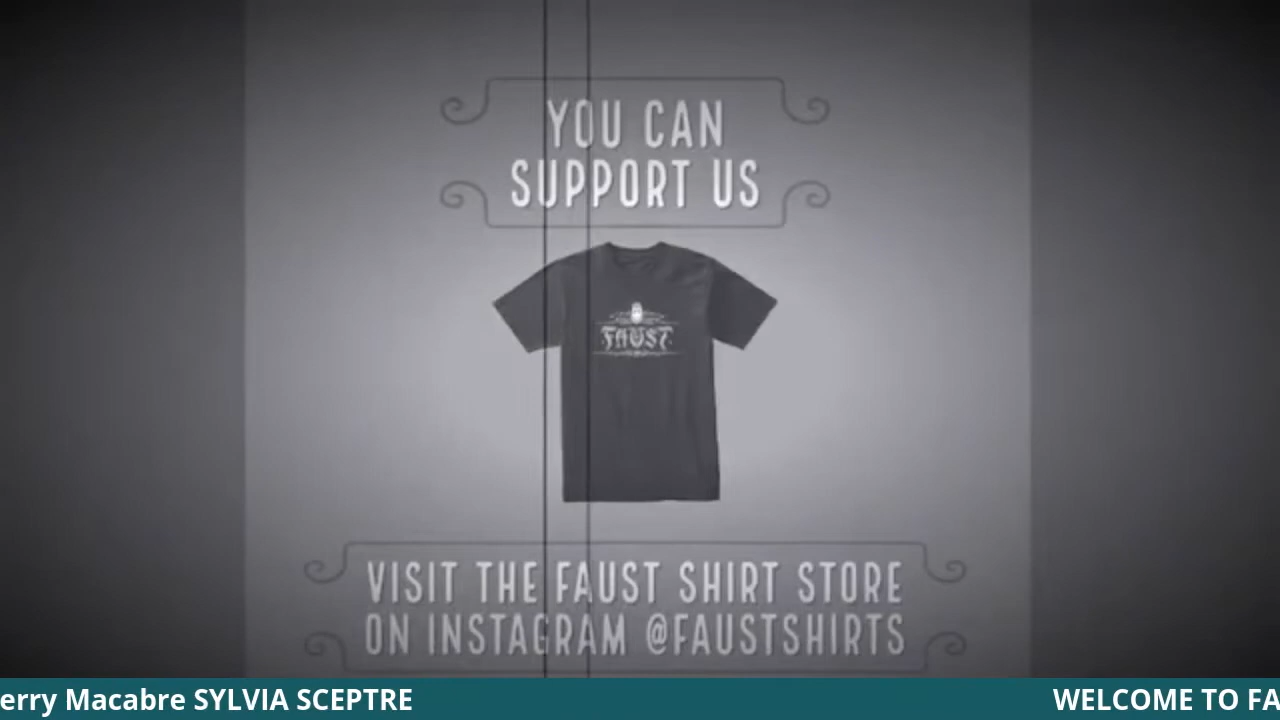 YOU CAN
SUPPORT US
FAUST
VISIT THE FAUST SHIRT STORE
ON INSTAGRAM @FAUSTSHIRTS
erry Macabre SYLVIA SCEPTRE WELCOME TO FA